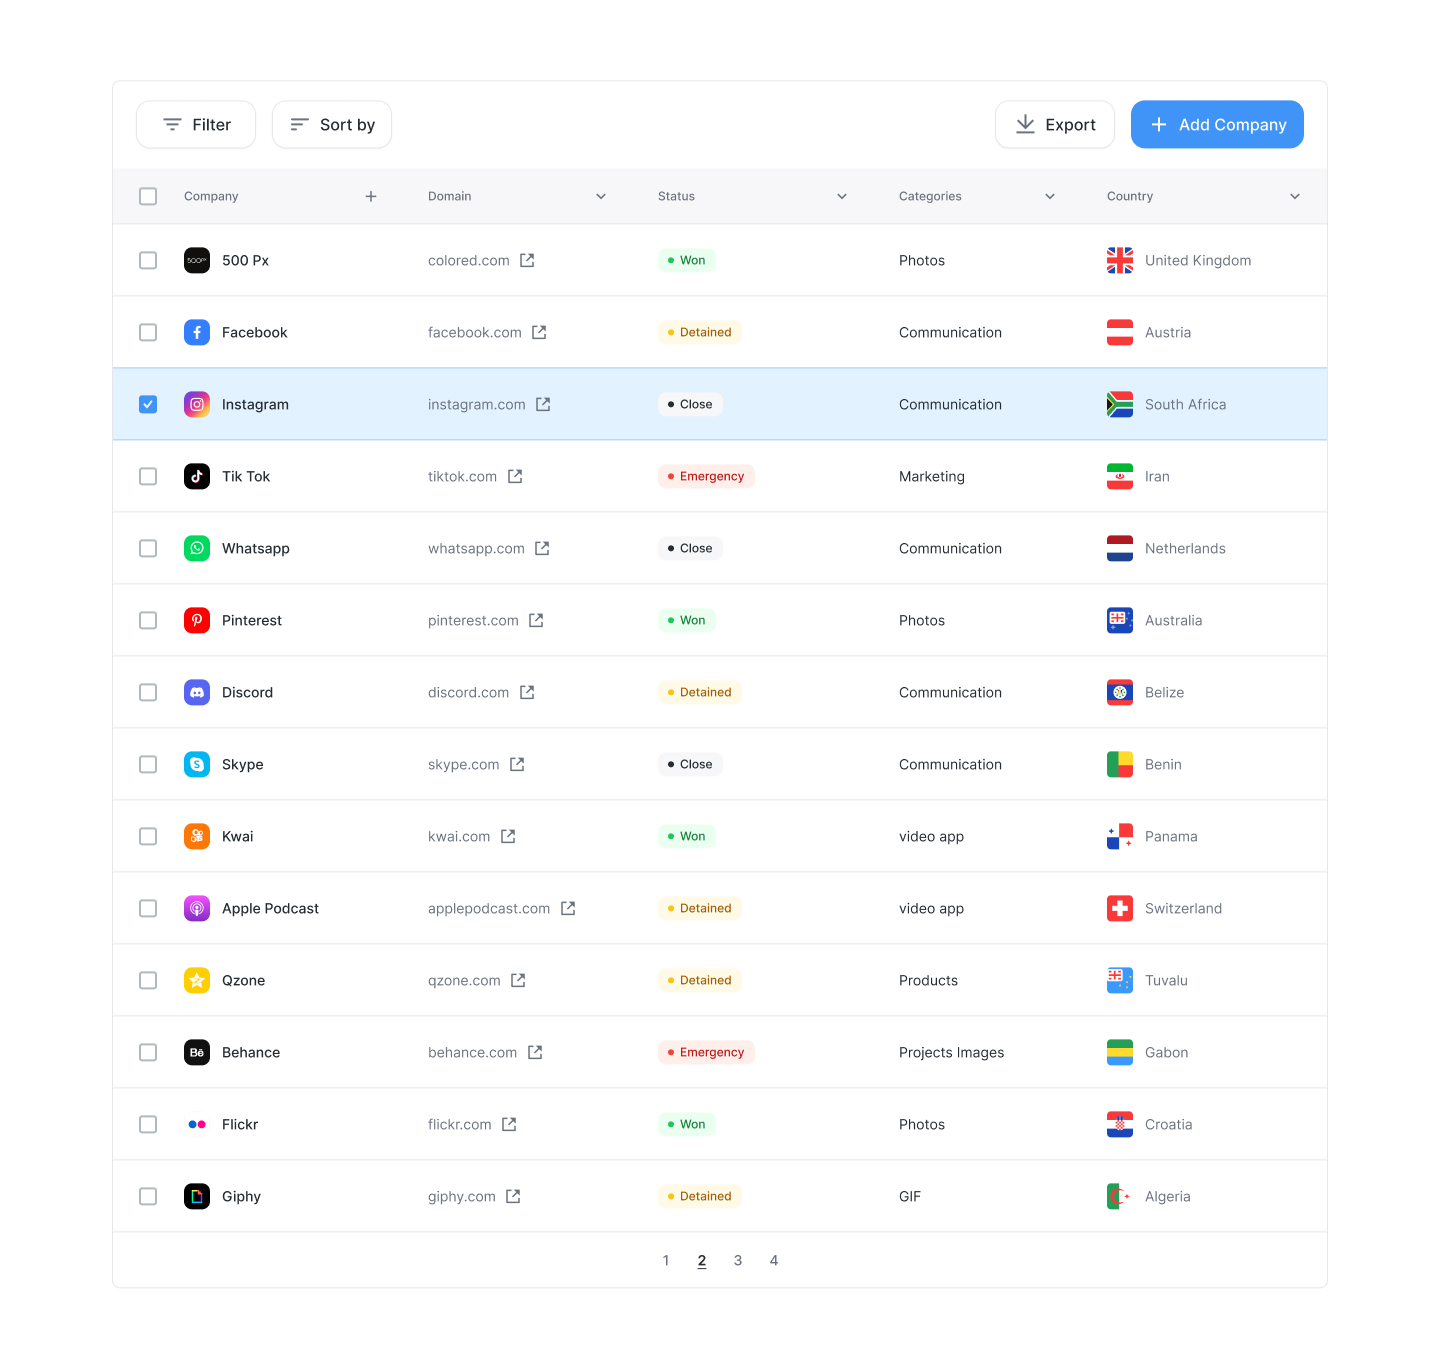 Filter Sort by Export Add Company
Company Domain Status Categories Country
500px 500 Px colored.com Won Photos United Kingdom
Facebook facebook.com Detained Communication Austria
Instagram instagram.com Close Communication South Africa
Tik Tok tiktok.com Emergency Marketing Iran
Whatsapp whatsapp.com Close Communication Netherlands
Pinterest pinterest.com Won Photos Australia
Discord discord.com Detained Communication Belize
Skype skype.com Close Communication Benin
Kwai kwai.com Won video app Panama
Apple Podcast applepodcast.com Detained video app Switzerland
Qzone qzone.com Detained Products Tuvalu
Bē Behance behance.com Emergency Projects Images Gabon
Flickr flickr.com Won Photos Croatia
Giphy giphy.com Detained GIF Algeria
1 2 3 4